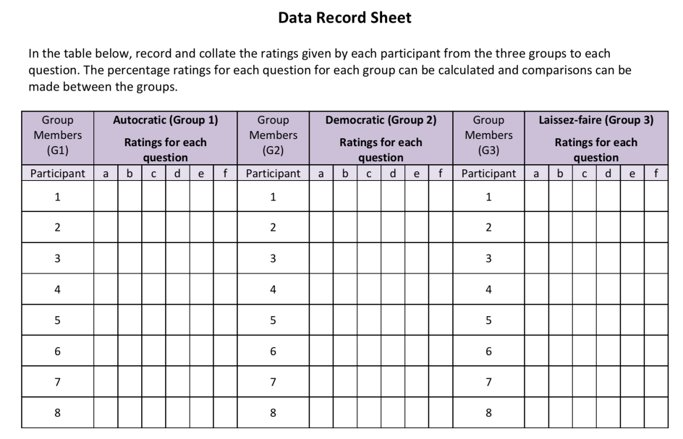 Data Record Sheet
In the table below, record and collate the ratings given by each participant from the three groups to each
question. The percentage ratings for each question for each group can be calculated and comparisons can be
made between the groups.
Group Members (G1) Autocratic (Group 1) Ratings for each question Group Members (G2) Democratic (Group 2) Ratings for each question Group Members (G3) Laissez-faire (Group 3) Ratings for each question
Participant a b c d e f Participant a b c d e f Participant a b c d e f
1 1 1
2 2 2
3 3 3
4 4 4
5 5 5
6 6 6
7 7 7
8 8 8